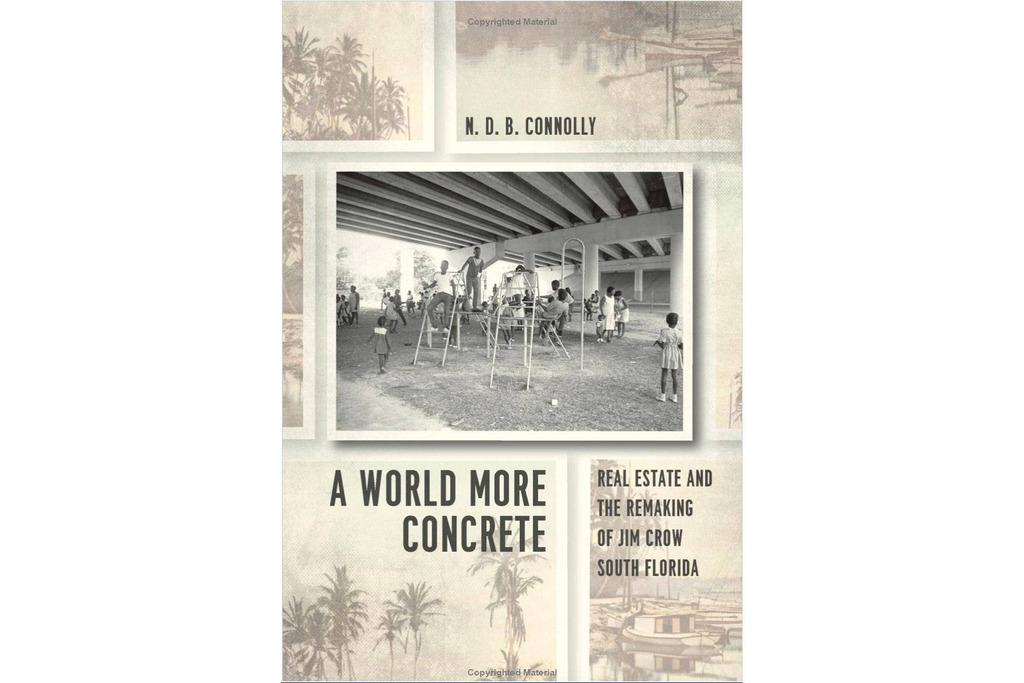 Copyrighted Material
N. D. B. CONNOLLY
A WORLD MORE
CONCRETE
REAL ESTATE AND
THE REMAKING
OF JIM CROW
SOUTH FLORIDA
Copyrighted Material